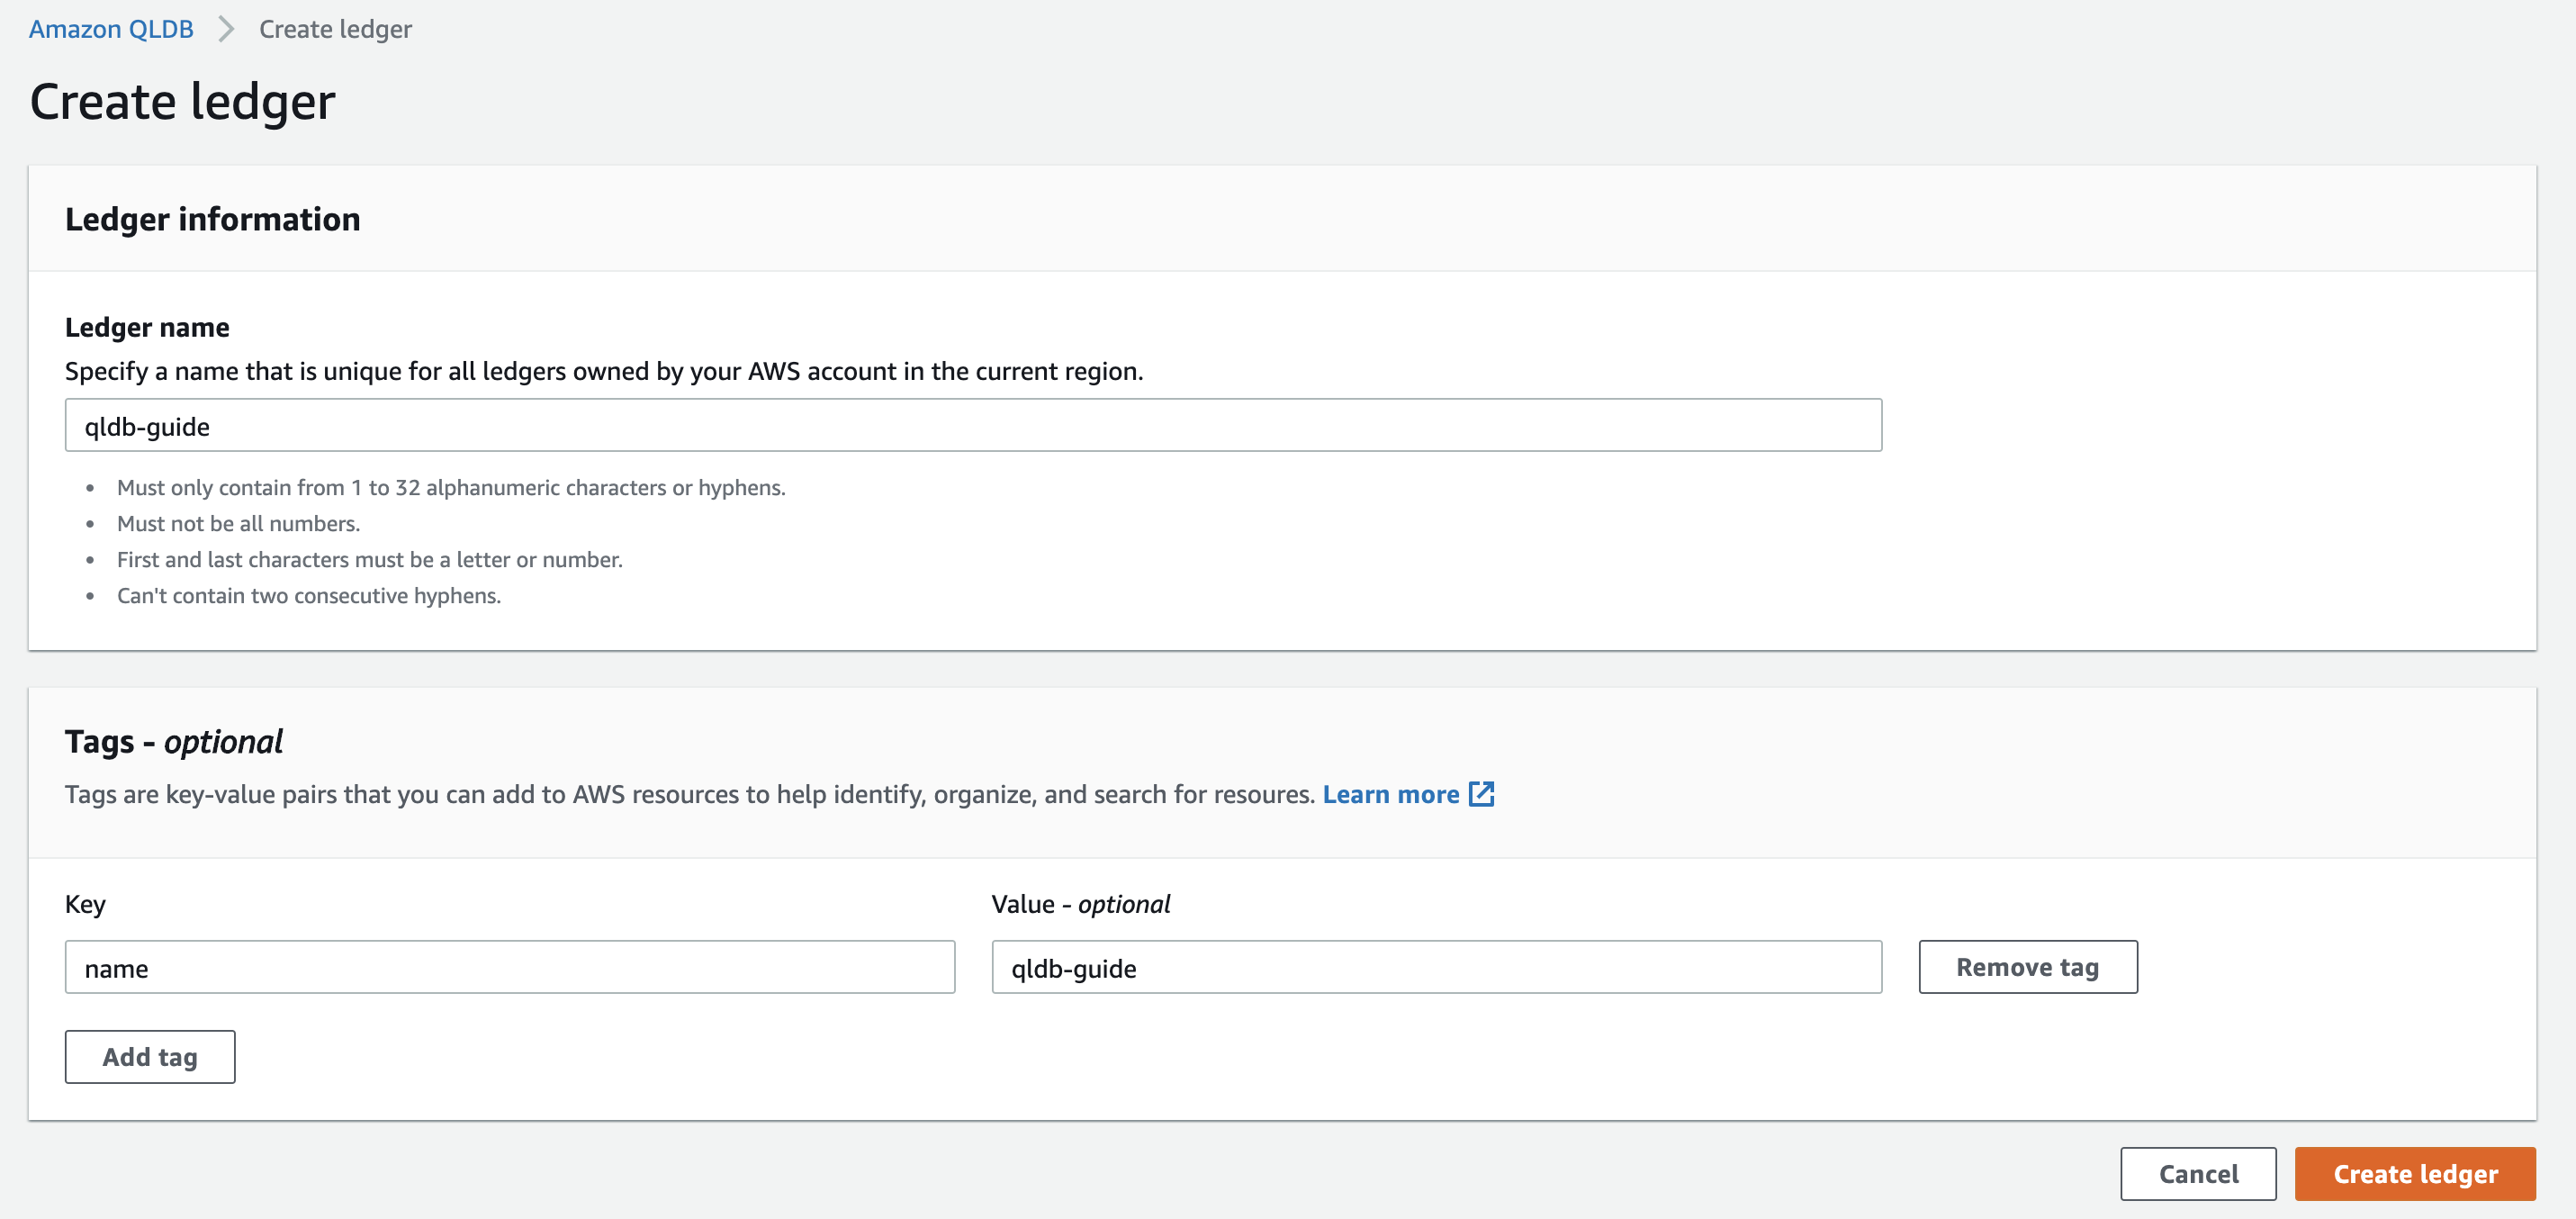 Amazon QLDB > Create ledger
Create ledger
Ledger information
Ledger name
Specify a name that is unique for all ledgers owned by your AWS account in the current region.
qldb-guide
• Must only contain from 1 to 32 alphanumeric characters or hyphens.
• Must not be all numbers.
• First and last characters must be a letter or number.
• Can't contain two consecutive hyphens.
Tags - optional
Tags are key-value pairs that you can add to AWS resources to help identify, organize, and search for resoures. Learn more
Key Value - optional
name qldb-guide Remove tag
Add tag
Cancel Create ledger